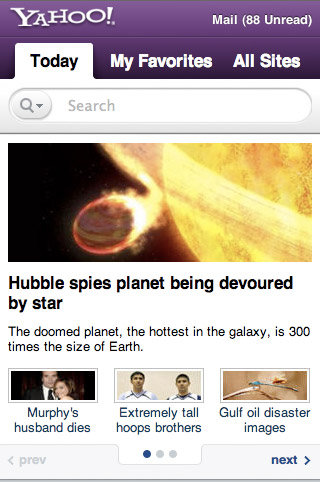 YAHOO!
Mail (88 Unread)
Today
My Favorites
All Sites
Search
Hubble spies planet being devoured
by star
The doomed planet, the hottest in the galaxy, is 300
times the size of Earth.
Murphy's
husband dies
Extremely tall
hoops brothers
Gulf oil disaster
images
‹ prev
next ›